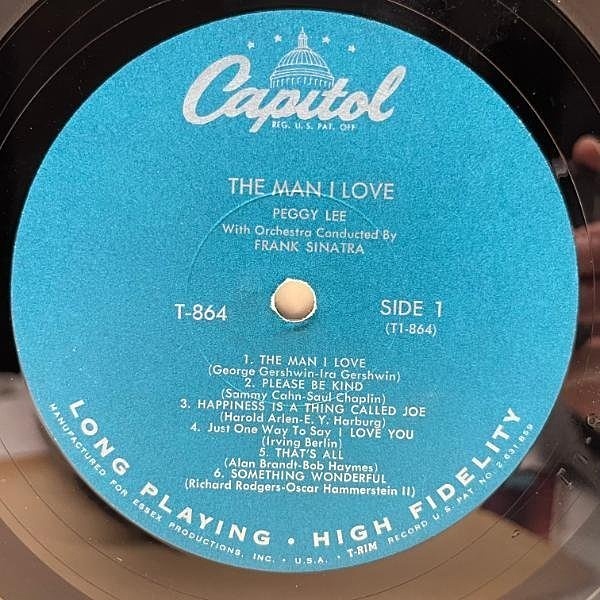 Capitol
REG. U. S. PAT. OFF
THE MAN I LOVE
PEGGY LEE
With Orchestra Conducted By
FRANK SINATRA
T-864
SIDE 1
(T1-864)
1. THE MAN I LOVE
(George Gershwin-Ira Gershwin)
2. PLEASE BE KIND
(Sammy Cahn-Saul Chaplin)
3. HAPPINESS IS A THING CALLED JOE
(Harold Arlen-E. Y. Harburg)
4. Just One Way To Say I LOVE YOU
(Irving Berlin)
5. THAT'S ALL
(Alan Brandt-Bob Haymes)
6. SOMETHING WONDERFUL
(Richard Rodgers-Oscar Hammerstein II)
LONG PLAYING • HIGH FIDELITY
MANUFACTURED FOR ESSEX PRODUCTIONS, INC. • U.S.A. • T-RIM RECORD U.S. PAT. NO. 2,631,859